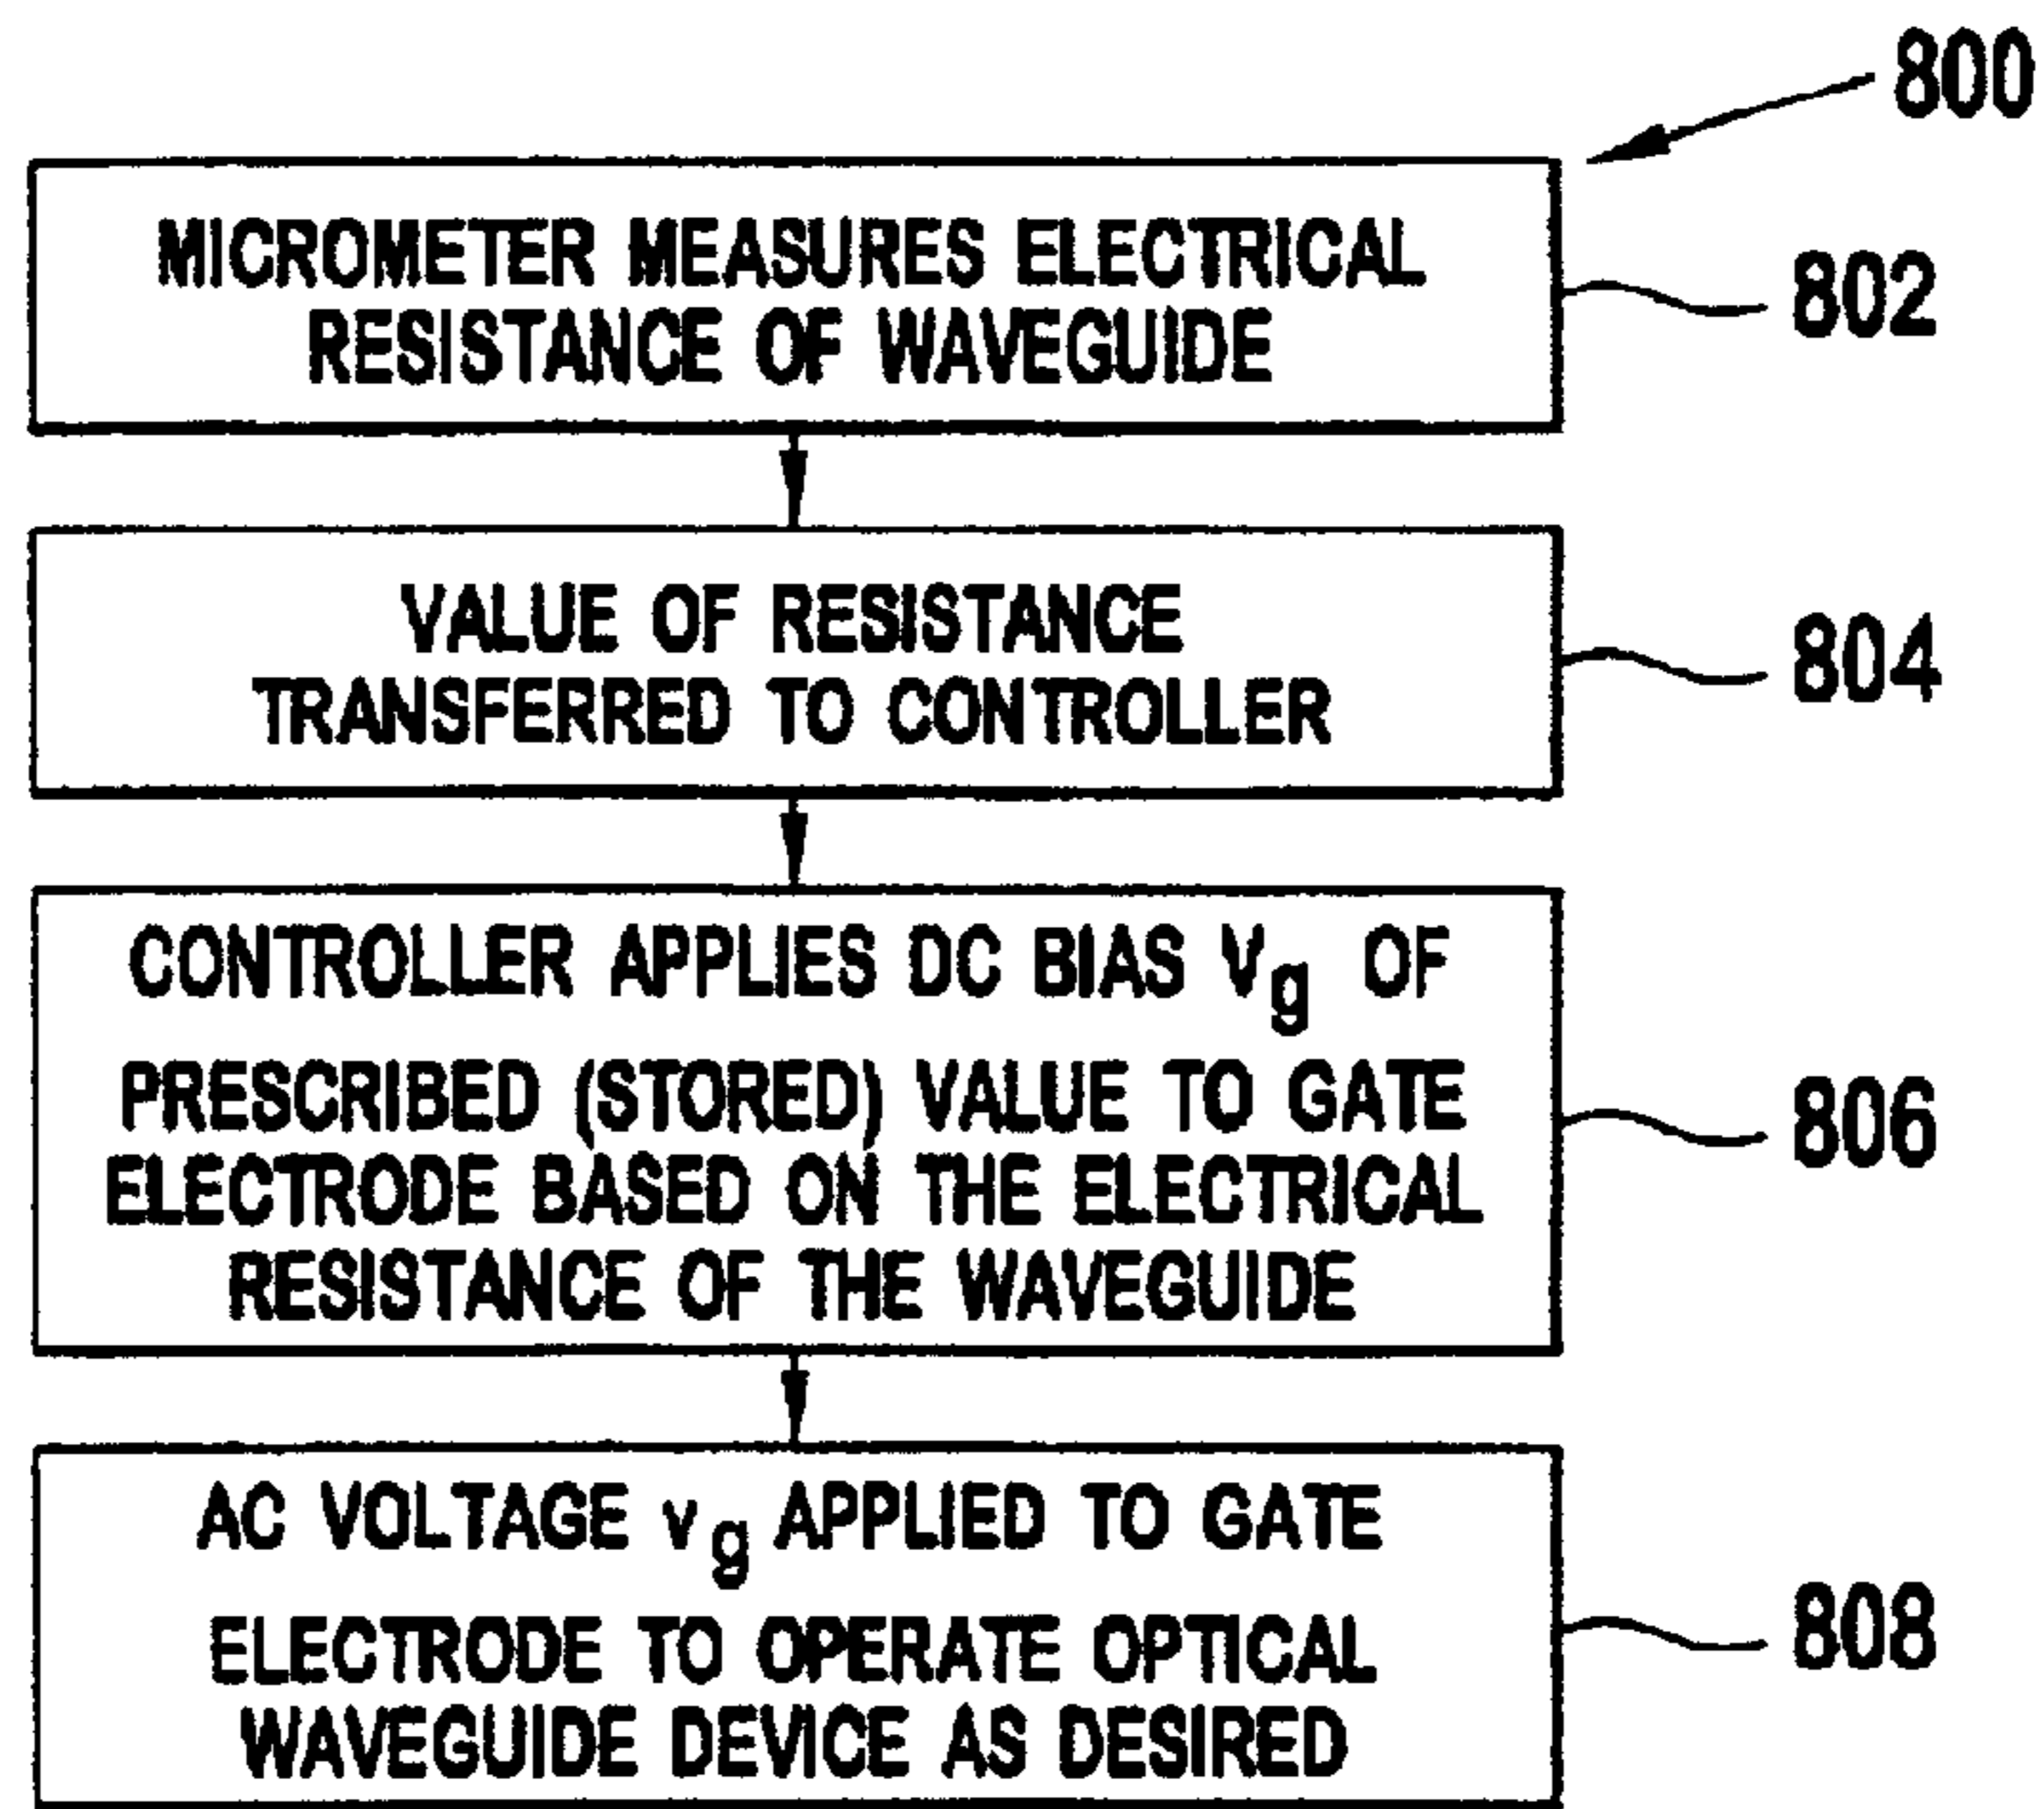 800
MICROMETER MEASURES ELECTRICAL
RESISTANCE OF WAVEGUIDE
802
VALUE OF RESISTANCE
TRANSFERRED TO CONTROLLER
804
CONTROLLER APPLIES DC BIAS Vg OF
PRESCRIBED (STORED) VALUE TO GATE
ELECTRODE BASED ON THE ELECTRICAL
RESISTANCE OF THE WAVEGUIDE
806
AC VOLTAGE vg APPLIED TO GATE
ELECTRODE TO OPERATE OPTICAL
WAVEGUIDE DEVICE AS DESIRED
808